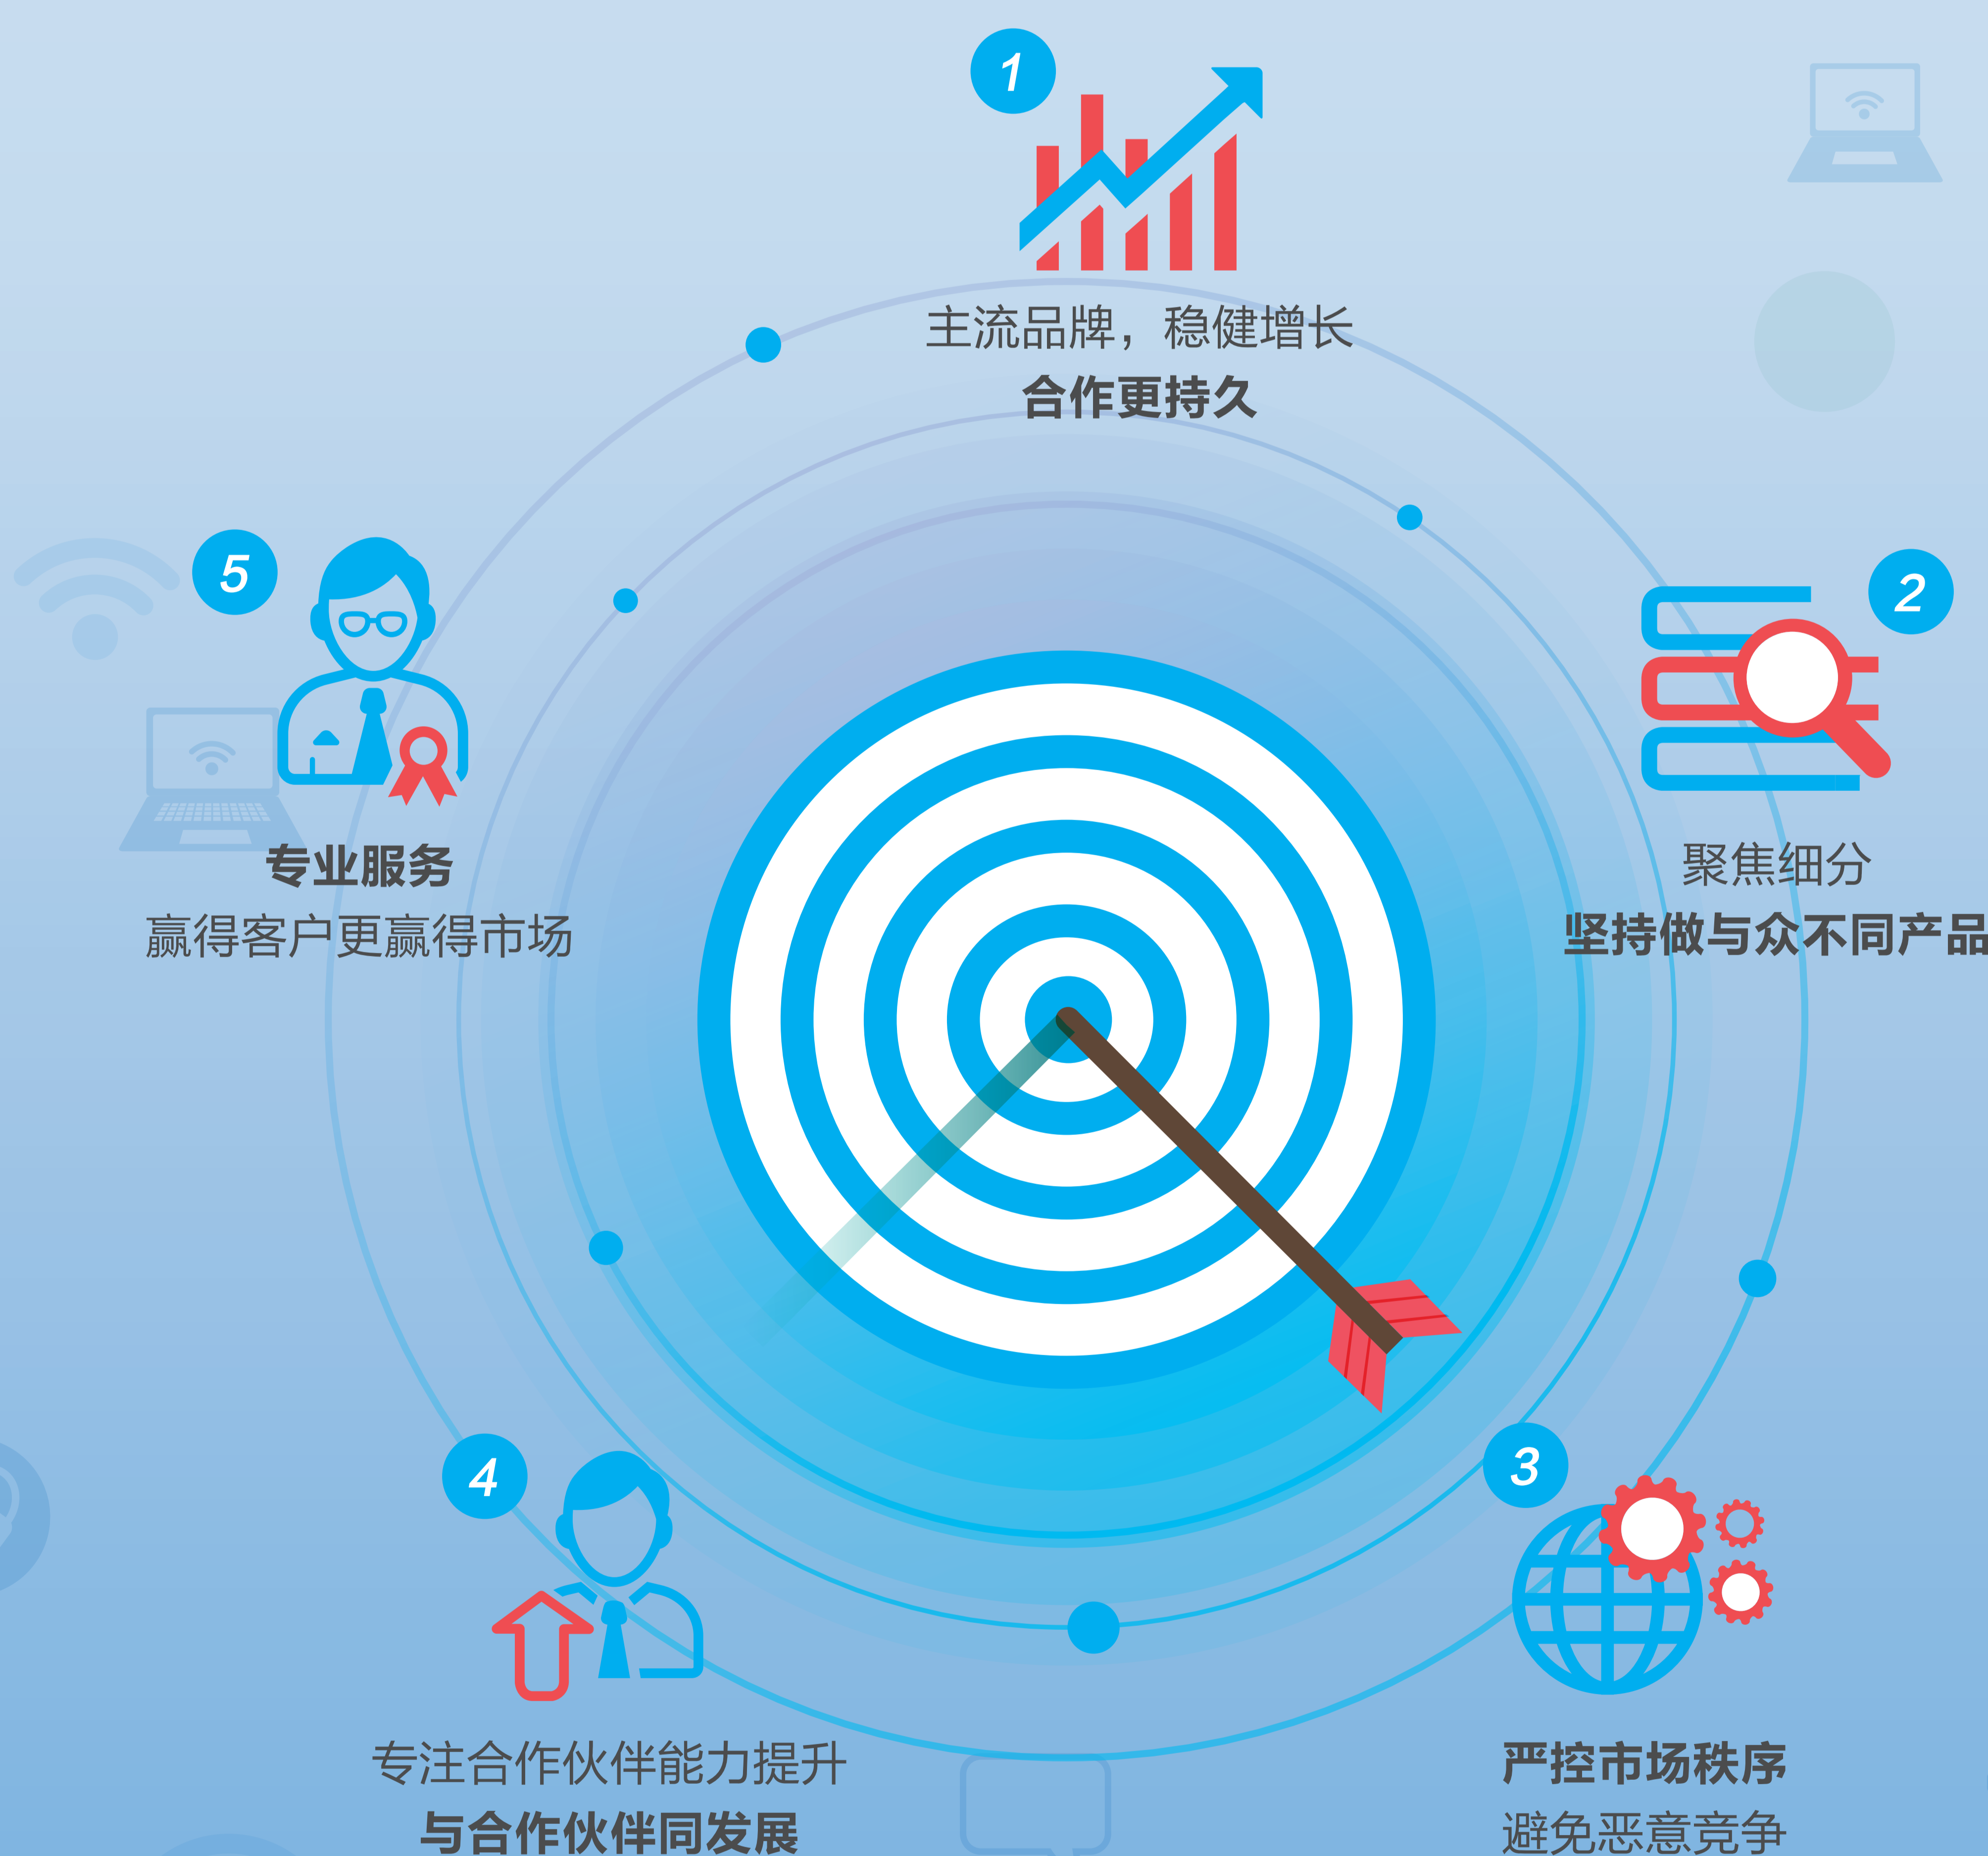 1
主流品牌，稳健增长
合作更持久
2
聚焦细分
坚持做与众不同产品
3
严控市场秩序
避免恶意竞争
4
专注合作伙伴能力提升
与合作伙伴同发展
5
专业服务
赢得客户更赢得市场